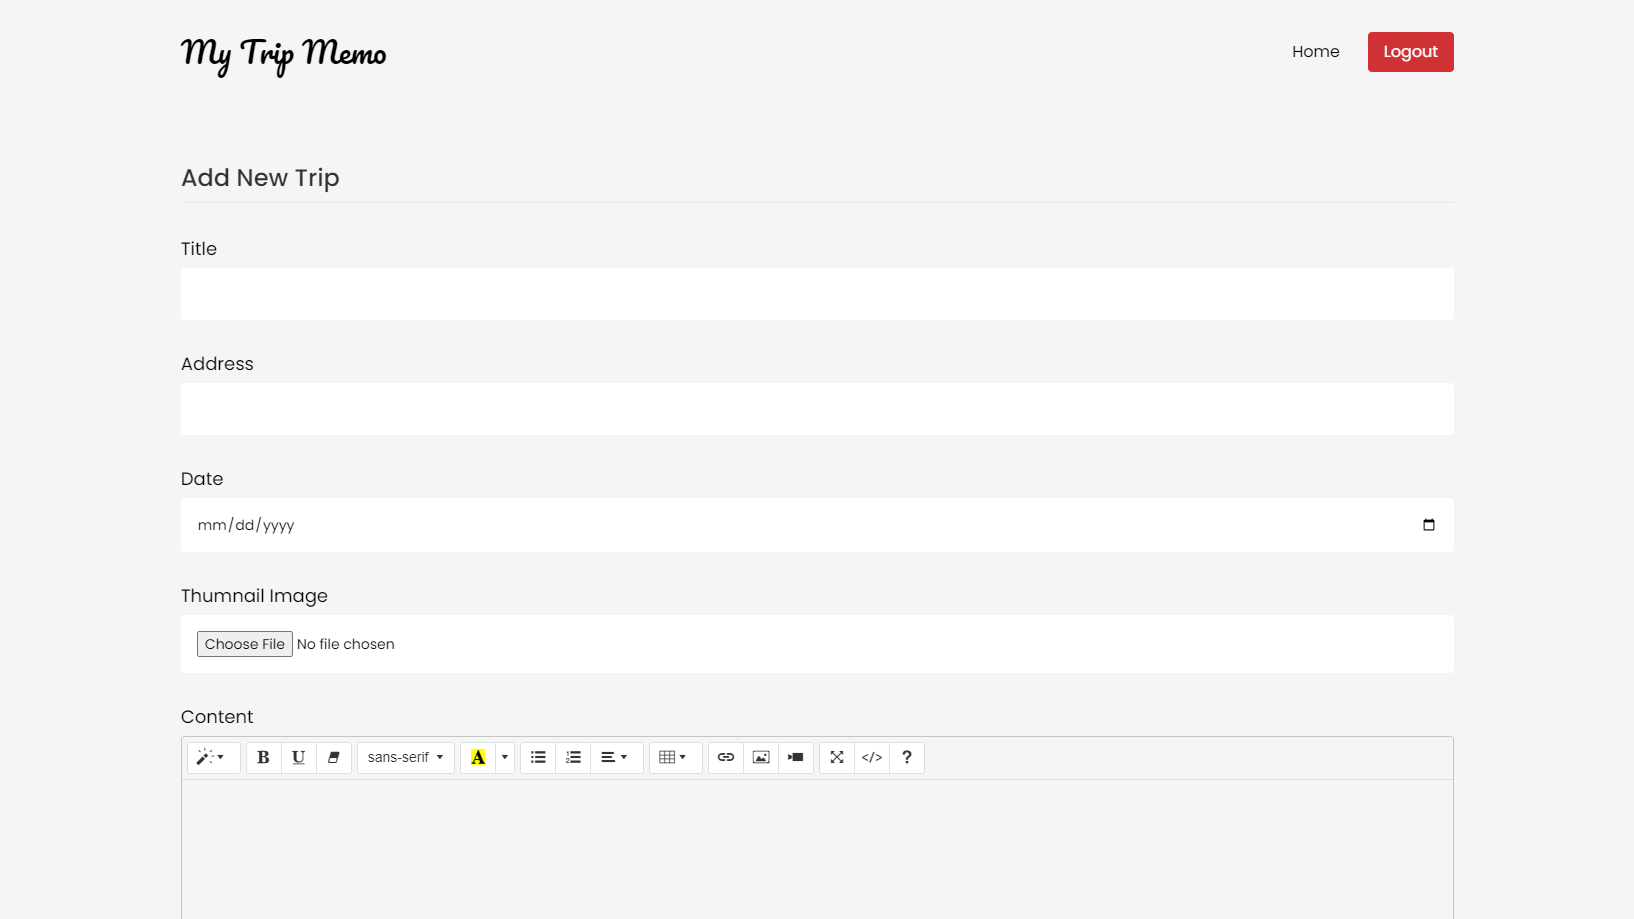 My Trip Memo
Home
Logout
Add New Trip
Title
Address
Date
mm/dd/yyyy
Thumnail Image
Choose File No file chosen
Content
B U sans-serif A </> ?